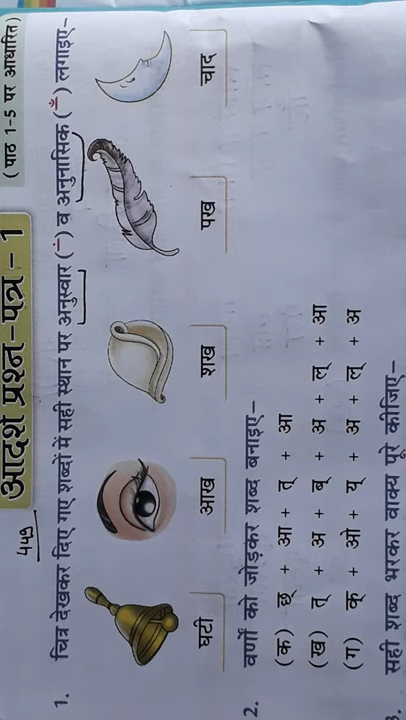 आदर्श प्रश्न-पत्र - 1
(पाठ 1-5 पर आधारित)
1. चित्र देखकर दिए गए शब्दों में सही स्थान पर अनुस्वार (ं) व अनुनासिक (ँ) लगाइए-
घटी आख शख पख चाद
2. वर्णों को जोड़कर शब्द बनाइए-
(क) छ् + आ + त् + आ
(ख) त् + अ + ब् + अ + ल् + आ
(ग) क् + ओ + य् + अ + ल् + अ
3. सही शब्द भरकर वाक्य पूरे कीजिए-